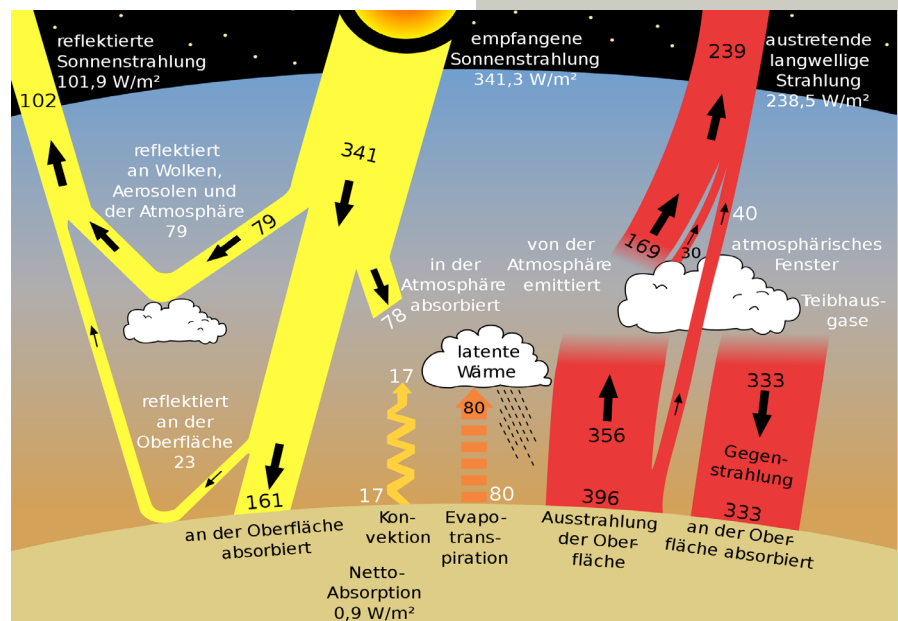 reflektierte
Sonnenstrahlung
101,9 W/m²
102
empfangene
Sonnenstrahlung
341,3 W/m²
239
austretende
langwellige
Strahlung
238,5 W/m²
341
reflektiert
an Wolken,
Aerosolen und
der Atmosphäre
79
79
78
in der
Atmosphäre
absorbiert
von der
Atmosphäre
emittiert
169
30
40
atmosphärisches
Fenster
Teibhaus-
gase
latente
Wärme
17
80
reflektiert
an der
Oberfläche
23
356
333
Gegen-
strahlung
161
17
80
396
333
an der Oberfläche
absorbiert
Kon-
vektion
Evapo-
trans-
piration
Ausstrahlung
der Ober-
fläche
an der Ober-
fläche absorbiert
Netto-
Absorption
0,9 W/m²